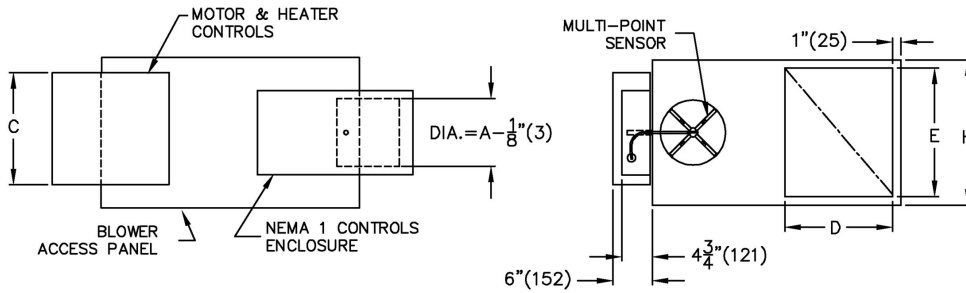 MOTOR & HEATER
CONTROLS
C
DIA.=A-1/8"(3)
BLOWER
ACCESS PANEL
NEMA 1 CONTROLS
ENCLOSURE
MULTI-POINT
SENSOR
1"(25)
E
D
4 3/4"(121)
6"(152)